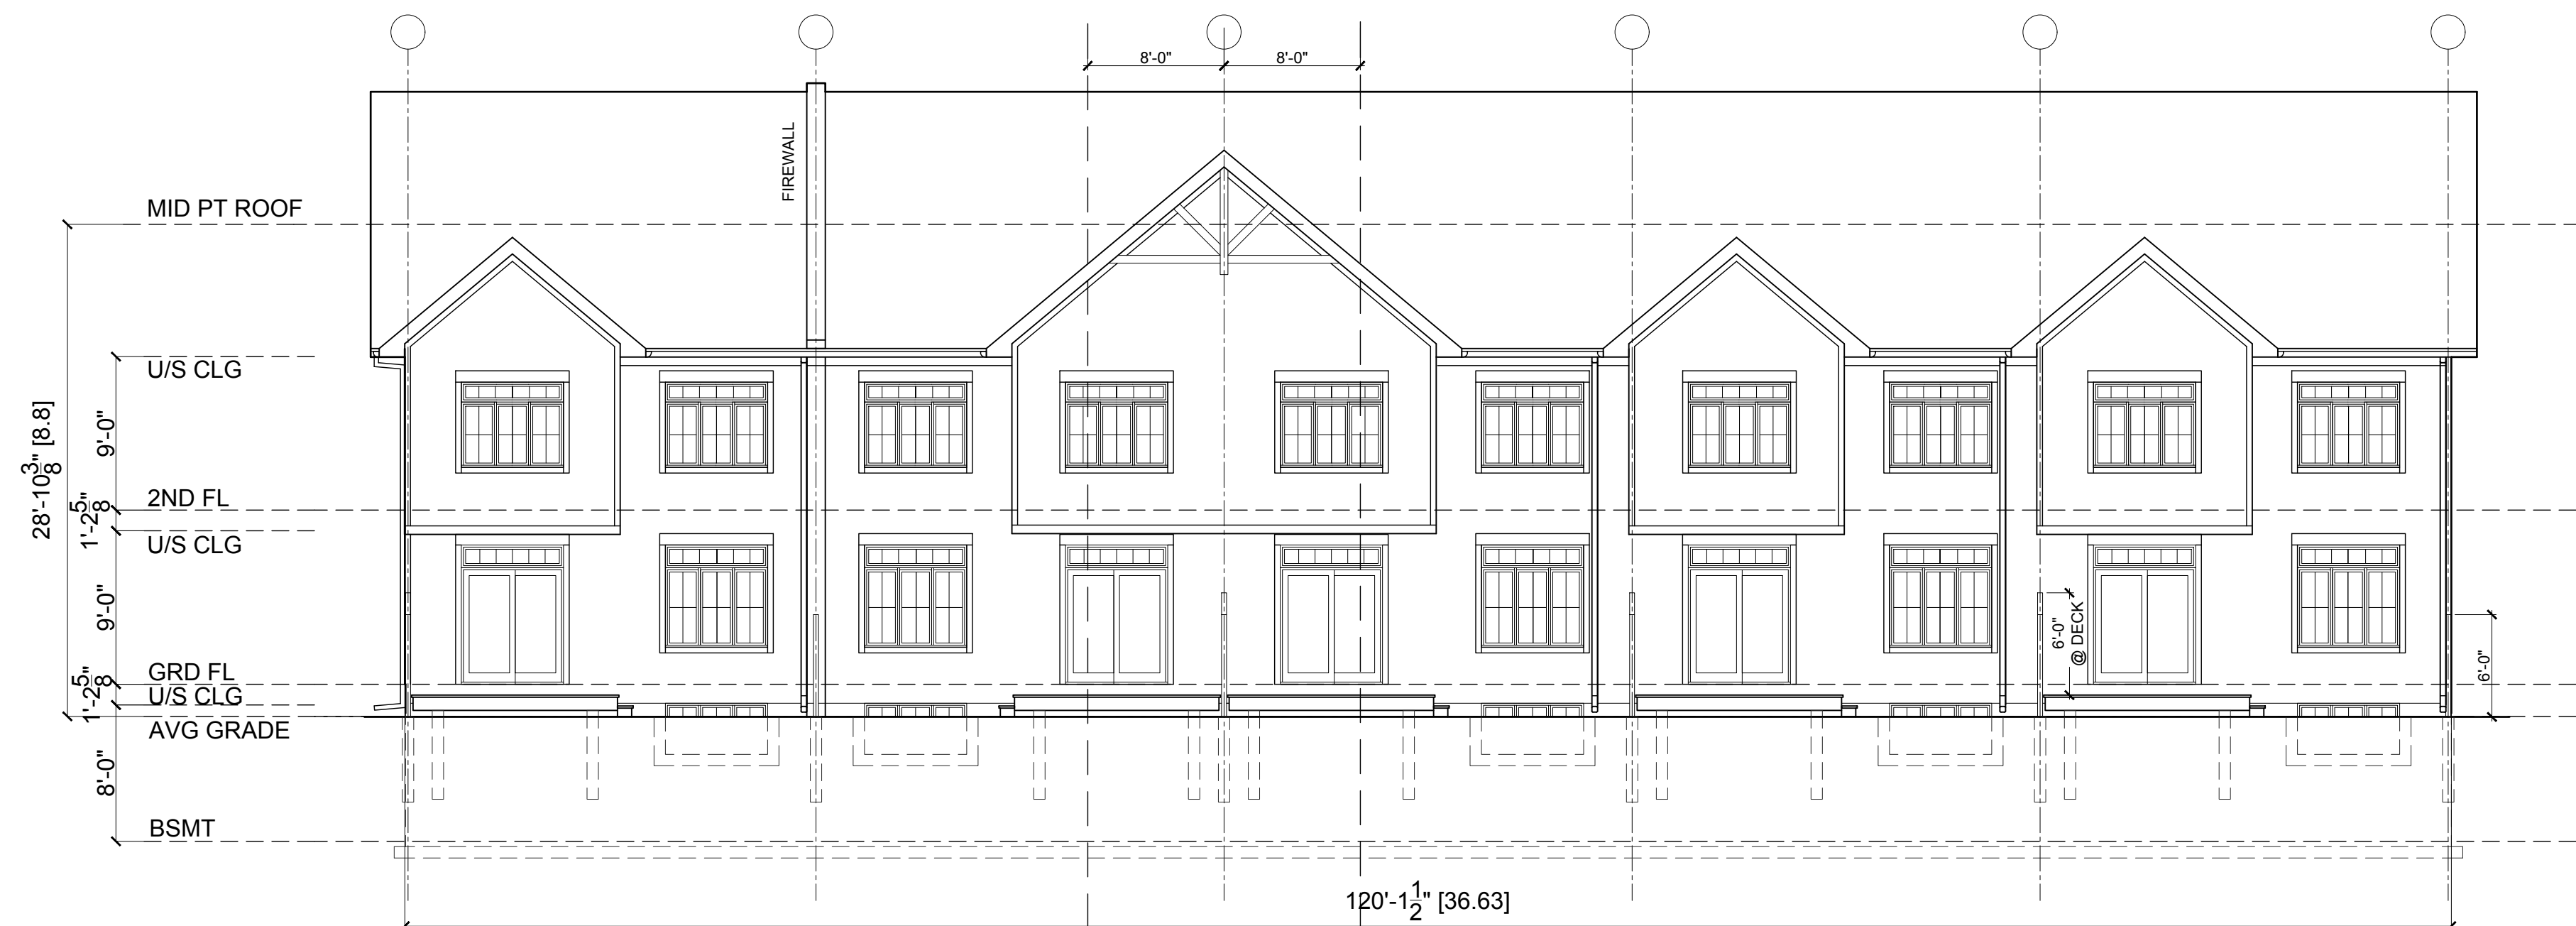 8'-0" 8'-0"
FIREWALL
MID PT ROOF
U/S CLG
9'-0"
28'-10 3/8" [8.8]
2ND FL
1'-2 5/8"
U/S CLG
9'-0"
6'-0"
@ DECK
6'-0"
GRD FL
1'-2 5/8"
U/S CLG
AVG GRADE
8'-0"
BSMT
120'-1 1/2" [36.63]